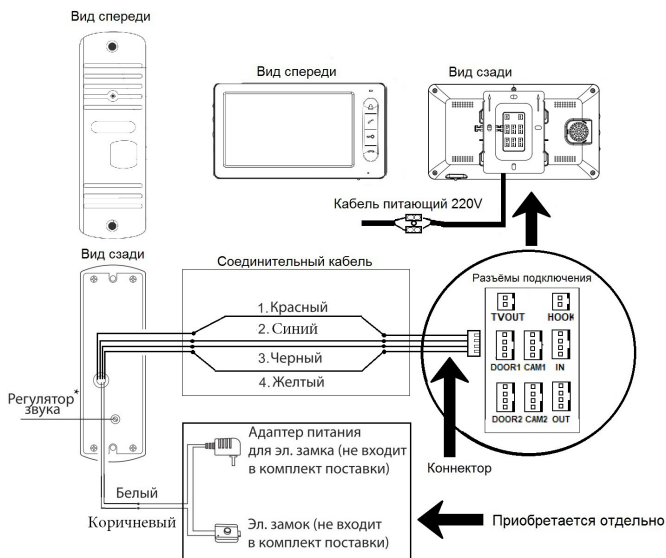 Вид спереди
Вид спереди
Вид сзади
Кабель питающий 220V
Вид сзади
Соединительный кабель
Разъёмы подключения
1. Красный
2. Синий
3. Черный
4. Желтый
TVOUT HOOK
DOOR1 CAM1 IN
DOOR2 CAM2 OUT
Регулятор*
звука
Коннектор
Адаптер питания
для эл. замка (не входит
в комплект поставки)
Белый
Коричневый
Эл. замок (не входит
в комплект поставки)
Приобретается отдельно